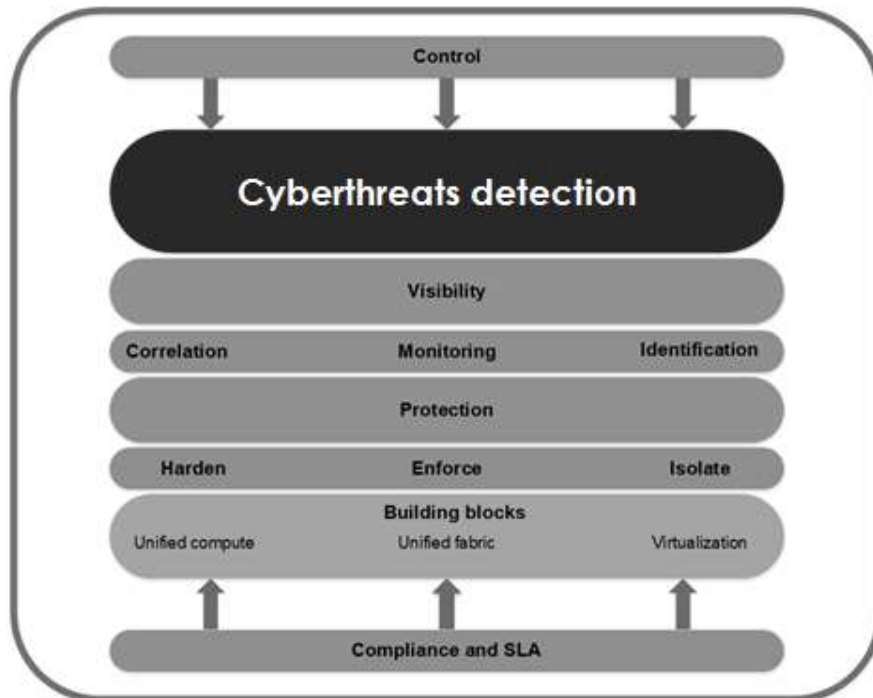 Control
Cyberthreats detection
Visibility
Correlation Monitoring Identification
Protection
Harden Enforce Isolate
Building blocks
Unified compute Unified fabric Virtualization
Compliance and SLA